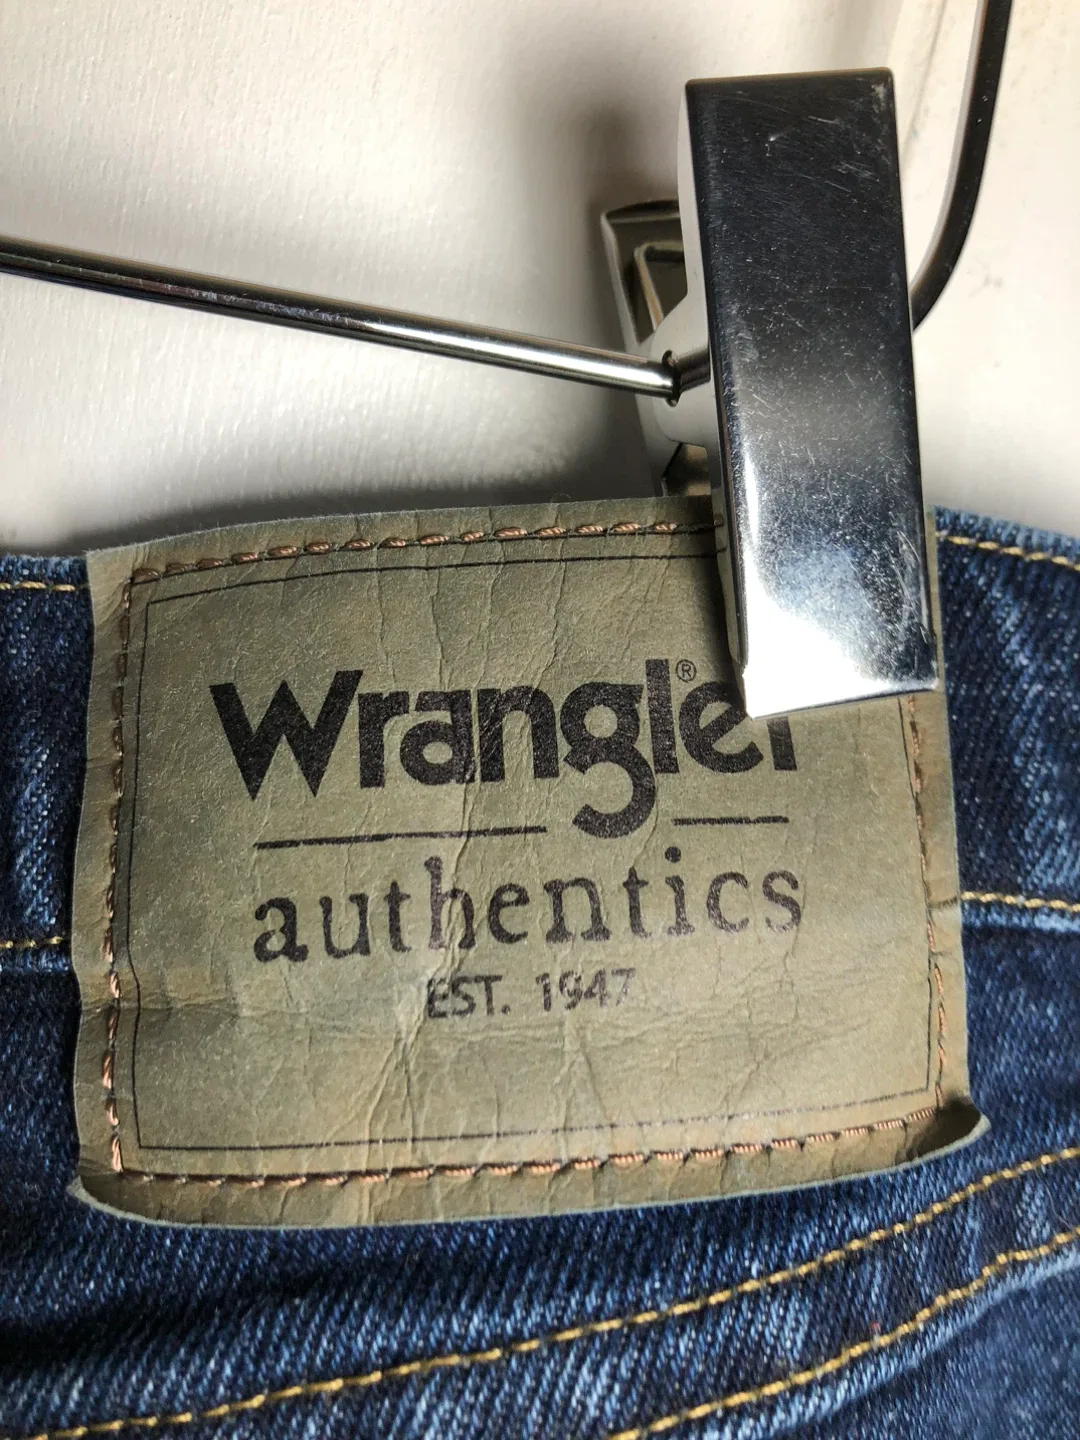 Wrangler®
authentics
EST. 1947